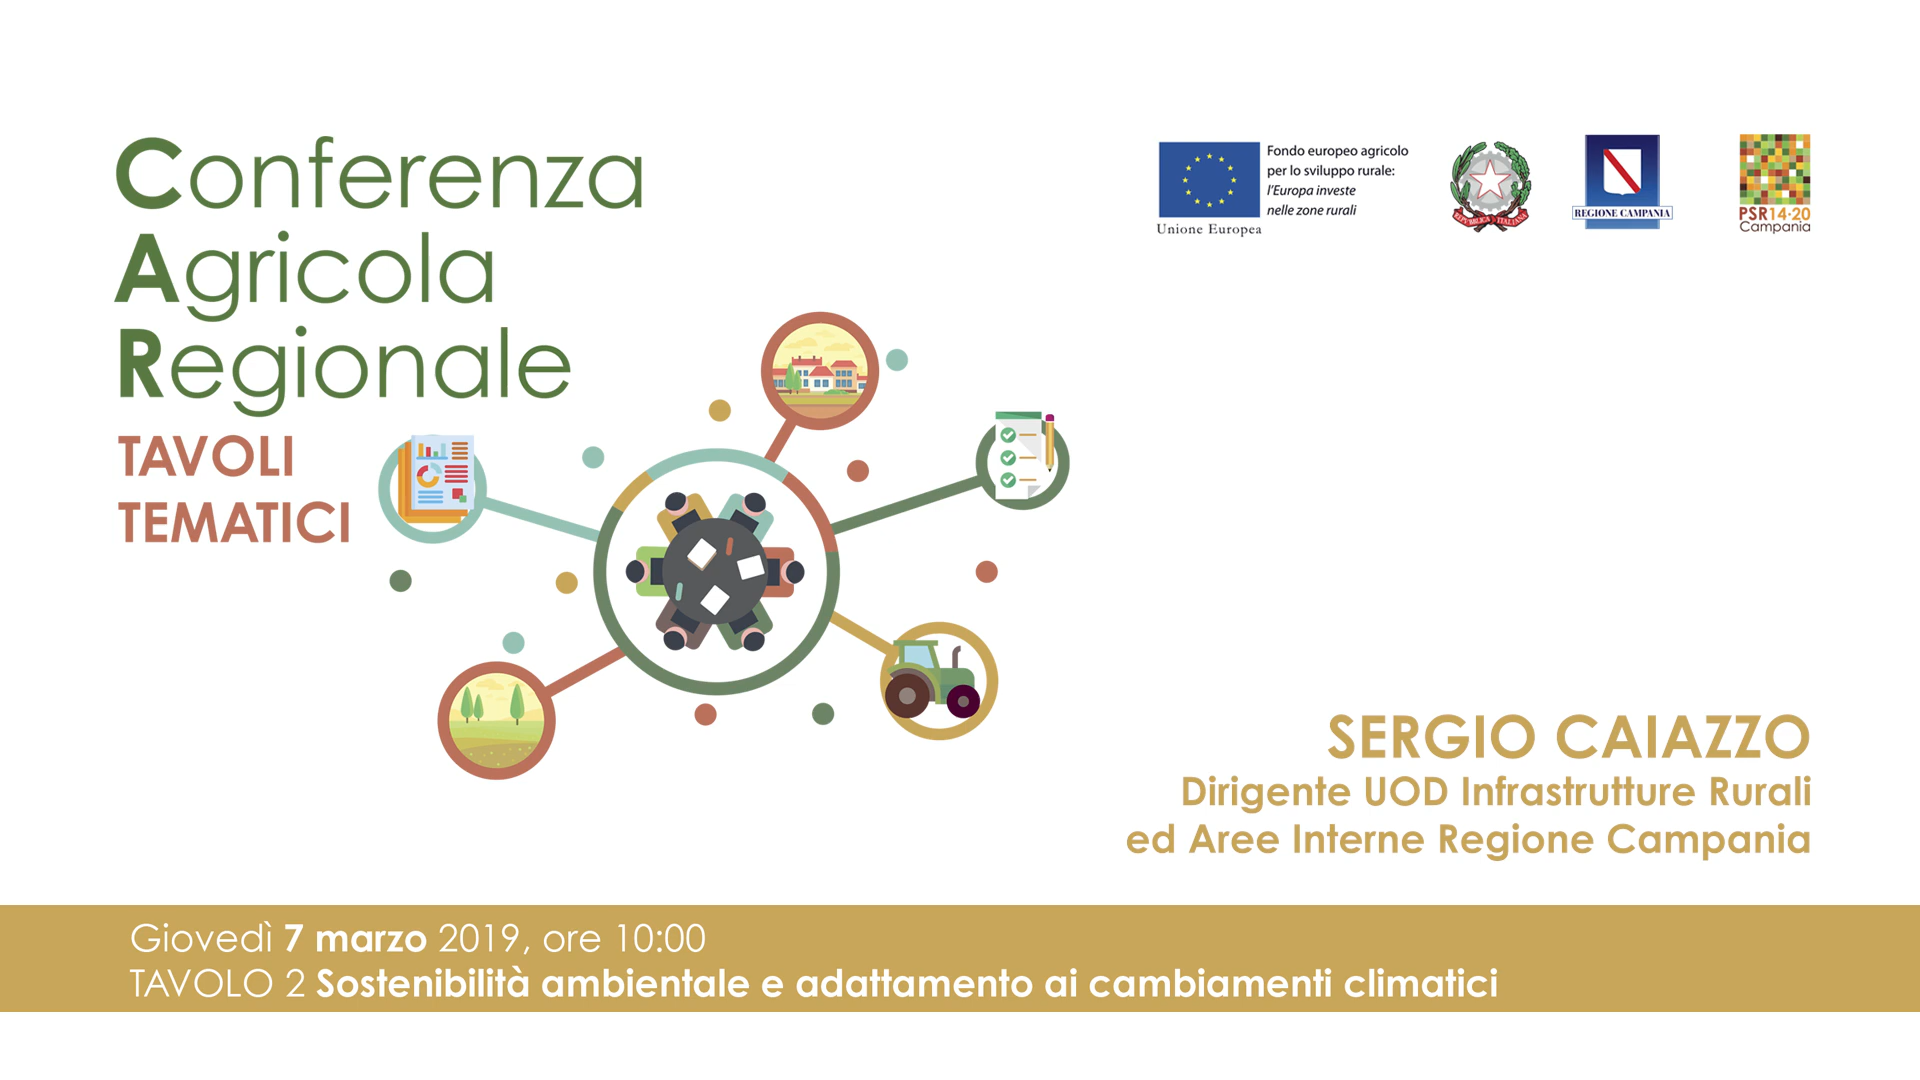 Conferenza
Agricola
Regionale
TAVOLI
TEMATICI
Fondo europeo agricolo
per lo sviluppo rurale:
l'Europa investe
nelle zone rurali
Unione Europea
REPVBBLICA ITALIANA
REGIONE CAMPANIA
PSR14·20
Campania
SERGIO CAIAZZO
Dirigente UOD Infrastrutture Rurali
ed Aree Interne Regione Campania
Giovedì 7 marzo 2019, ore 10:00
TAVOLO 2 Sostenibilità ambientale e adattamento ai cambiamenti climatici